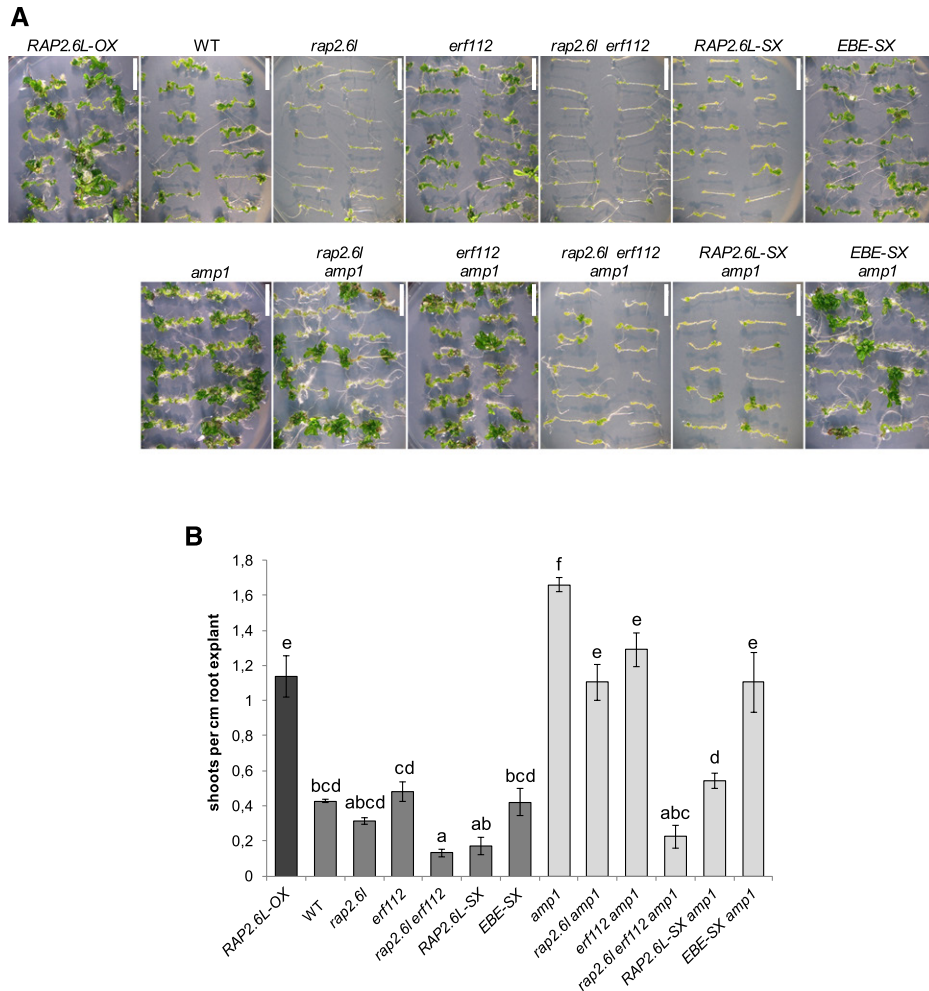 A
RAP2.6L-OX WT rap2.6l erf112 rap2.6l erf112 RAP2.6L-SX EBE-SX
amp1 rap2.6l amp1 erf112 amp1 rap2.6l erf112 amp1 RAP2.6L-SX amp1 EBE-SX amp1
B
shoots per cm root explant
1,8
1,6
1,4
1,2
1
0,8
0,6
0,4
0,2
0
e bcd abcd cd a ab bcd f e e abc d e
RAP2.6L-OX
WT
rap2.6l
erf112
rap2.6l erf112
RAP2.6L-SX
EBE-SX
amp1
rap2.6l amp1
erf112 amp1
rap2.6l erf112 amp1
RAP2.6L-SX amp1
EBE-SX amp1